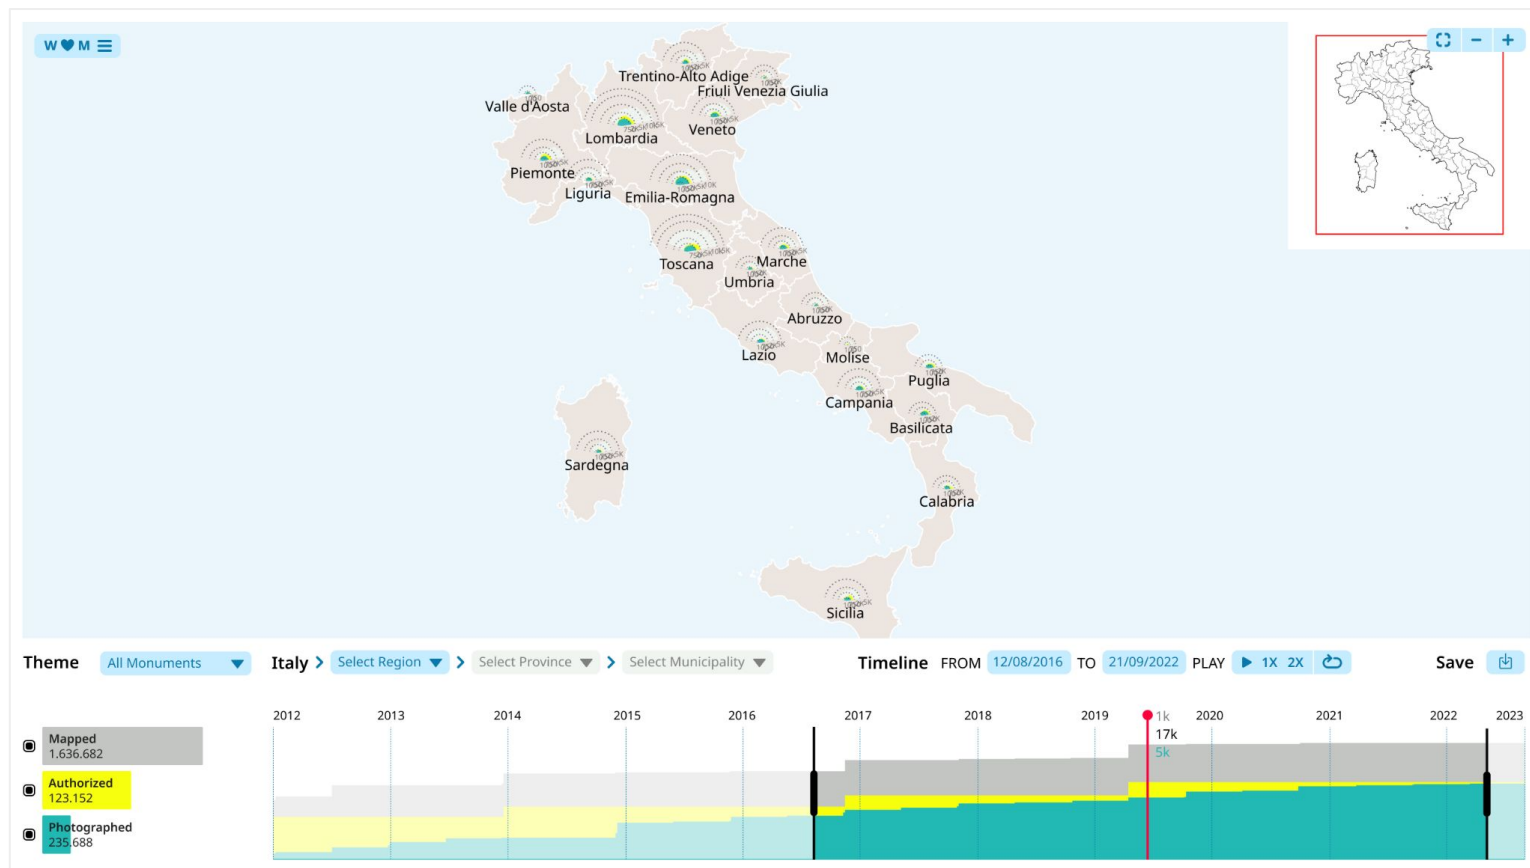 W M
Trentino-Alto Adige
Friuli Venezia Giulia
Valle d'Aosta
Lombardia
Veneto
Piemonte
Liguria
Emilia-Romagna
Toscana
Marche
Umbria
Abruzzo
Lazio
Molise
Puglia
Campania
Basilicata
Sardegna
Calabria
Sicilia
Theme All Monuments Italy Select Region Select Province Select Municipality Timeline FROM 12/08/2016 TO 21/09/2022 PLAY 1X 2X Save
2012 2013 2014 2015 2016 2017 2018 2019 2020 2021 2022 2023
1k
17k
5k
Mapped
1.636.682
Authorized
123.152
Photographed
235.688